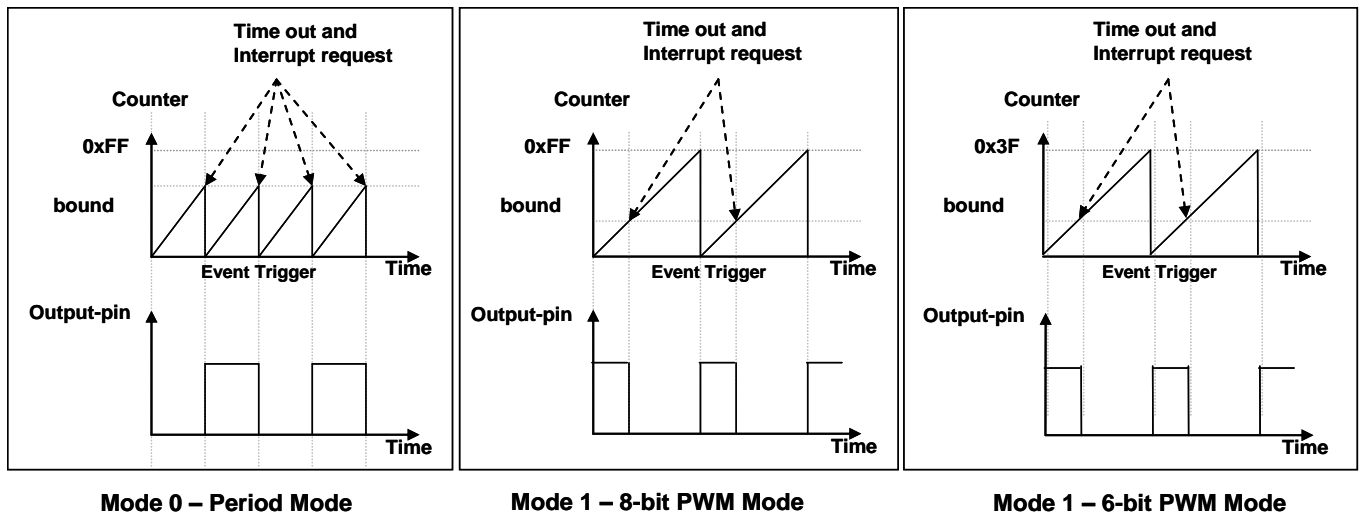 Time out and
Interrupt request
Counter
0xFF
bound
Event Trigger
Time
Output-pin
Time
Mode 0 – Period Mode
Time out and
Interrupt request
Counter
0xFF
bound
Event Trigger
Time
Output-pin
Time
Mode 1 – 8-bit PWM Mode
Time out and
Interrupt request
Counter
0x3F
bound
Event Trigger
Time
Output-pin
Time
Mode 1 – 6-bit PWM Mode